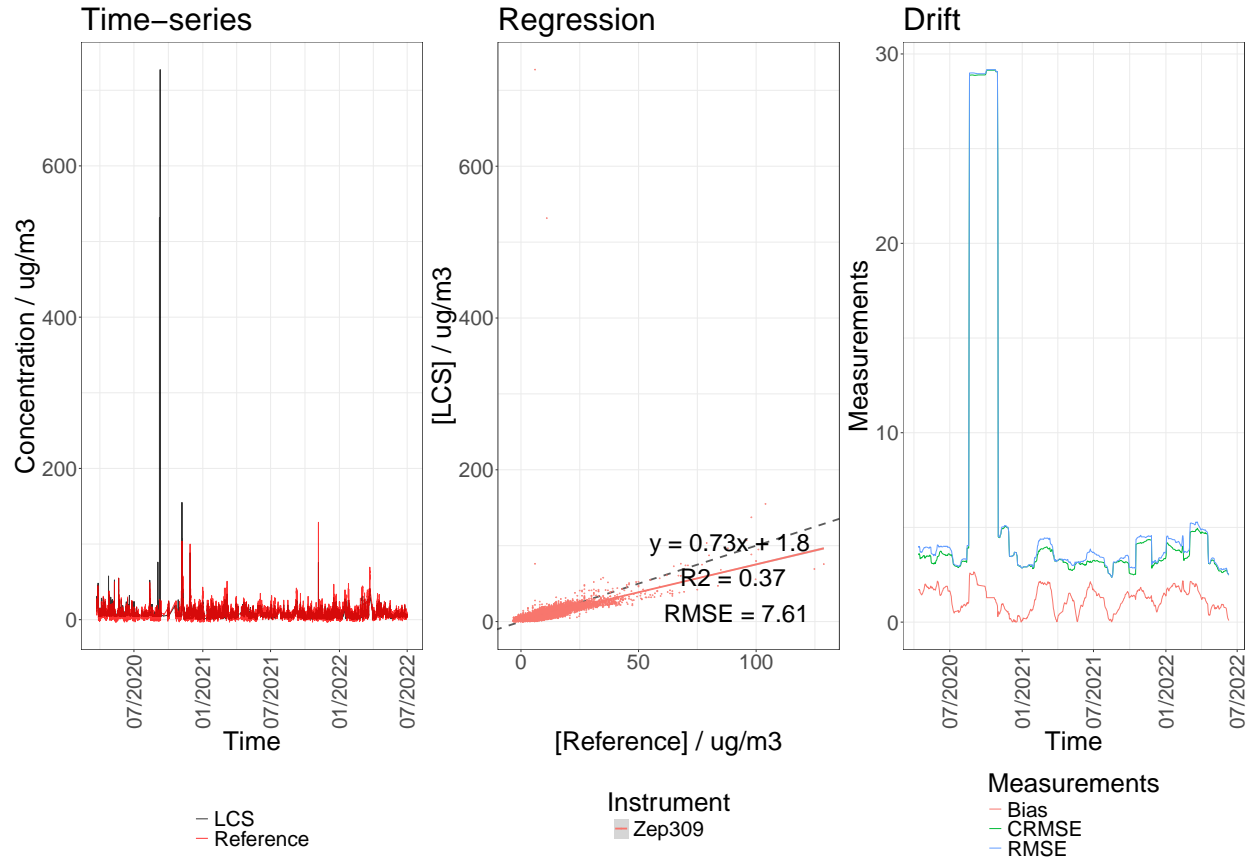 Time−series
Concentration / ug/m3
600
400
200
0
07/2020
01/2021
07/2021
01/2022
07/2022
Time
LCS
Reference
Regression
[LCS] / ug/m3
600
400
200
0
y = 0.73x + 1.8
R2 = 0.37
RMSE = 7.61
0
50
100
[Reference] / ug/m3
Instrument
Zep309
Drift
Measurements
30
20
10
0
07/2020
01/2021
07/2021
01/2022
07/2022
Time
Measurements
Bias
CRMSE
RMSE